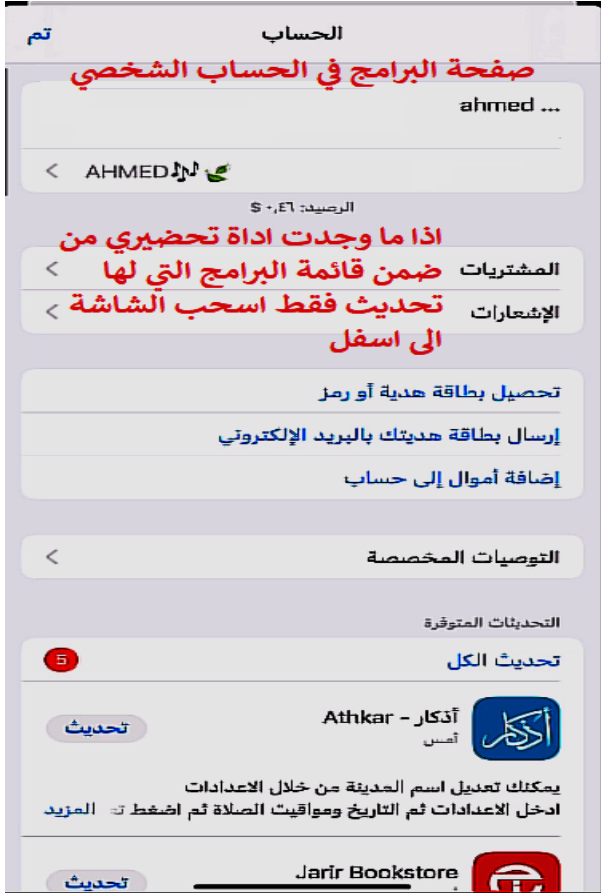 الحساب
تم
صفحة البرامج في الحساب الشخصي
ahmed ...
AHMED🎶🌿
الرصيد: ٠,٤٦ $
اذا ما وجدت اداة تحضيري من
المشتريات
ضمن قائمة البرامج التي لها
الإشعارات
تحديث فقط اسحب الشاشة
الى اسفل
تحصيل بطاقة هدية أو رمز
إرسال بطاقة هديتك بالبريد الإلكتروني
إضافة أموال إلى حساب
التوصيات المخصصة
التحديثات المتوفرة
تحديث الكل
5
أذكار
أذكار - Athkar
أمس
تحديث
يمكنك تعديل اسم المدينة من خلال الاعدادات
ادخل الاعدادات ثم التاريخ ومواقيت الصلاة ثم اضغط
المزيد
Jarir Bookstore
تحديث